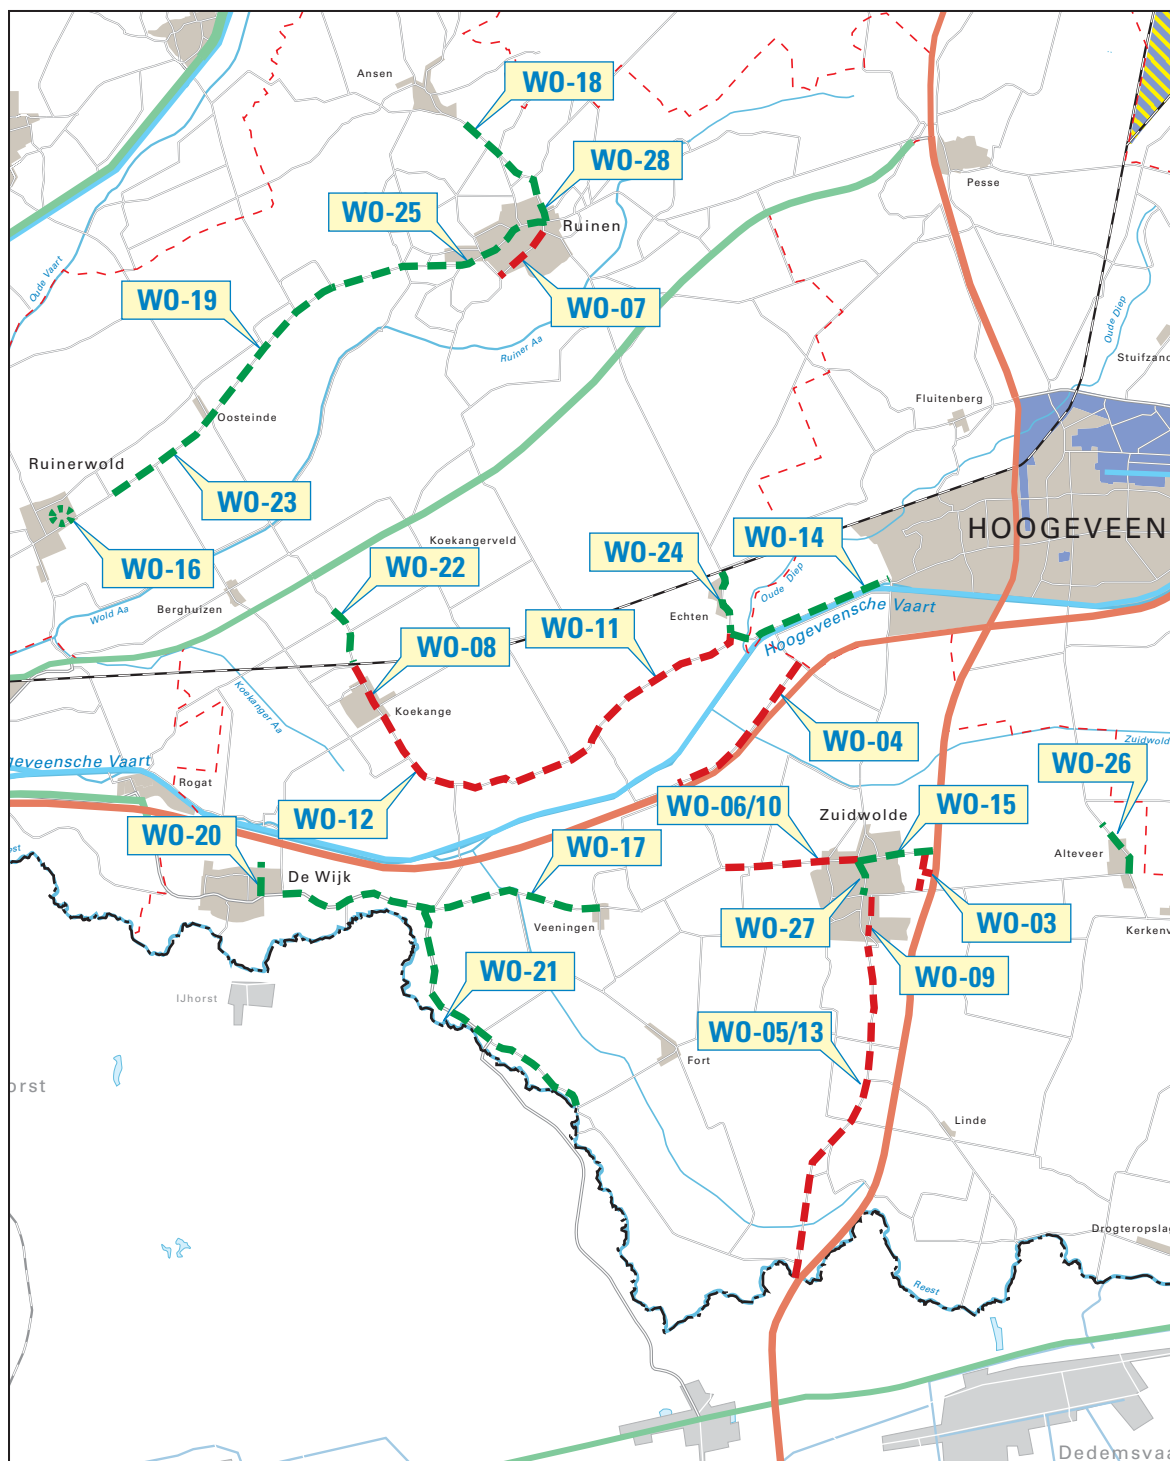 Ansen
WO-18
WO-28
Pesse
WO-25
Ruinen
Oude Vaart
WO-19
WO-07
Oude Diep
Ruiner Aa
Stuifzand
Fluitenberg
Oosteinde
Ruinerwold
WO-23
HOOGEVEEN
WO-14
Koekangerveld
WO-24
WO-16
WO-22
Oude Diep
Berghuizen
Wold Aa
Echten
Hoogeveensche Vaart
WO-11
WO-08
Koekanger Aa
Koekange
WO-04
Zuidwold
geveensche Vaart
WO-26
Rogat
WO-06/10
WO-15
WO-12
Zuidwolde
WO-20
WO-17
Alteveer
est
De Wijk
WO-27
WO-03
Veeningen
Kerkenv
WO-21
WO-09
IJhorst
WO-05/13
Fort
orst
Linde
Drogteropslag
Reest
Dedemsvaa